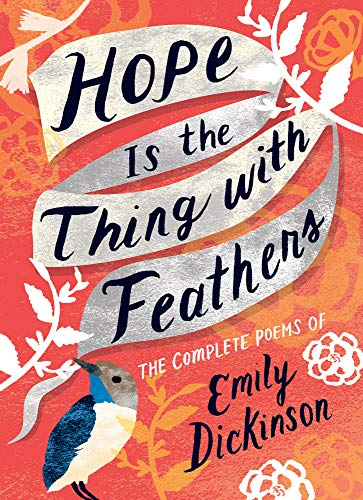 Hope
Is the
Thing with
Feathers
THE COMPLETE POEMS OF
Emily
Dickinson